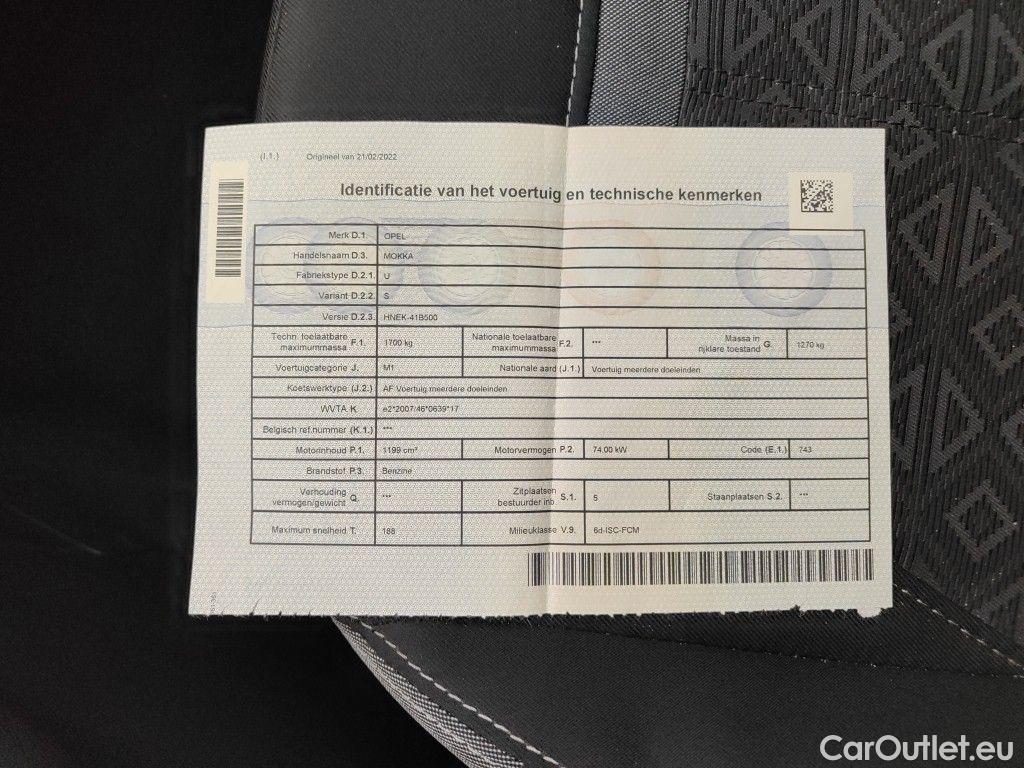 (I.1.) Origineel van 21/02/2022
Identificatie van het voertuig en technische kenmerken
Merk D.1. OPEL
Handelsnaam D.3. MOKKA
Fabriekstype D.2.1. U
Variant D.2.2. S
Versie D.2.3. HNEK-41B500
Techn. toelaatbare maximummassa F.1. 1700 kg Nationale toelaatbare maximummassa F.2. *** Massa in rijklare toestand G. 1270 kg
Voertuigcategorie J. M1 Nationale aard (J.1.) Voertuig meerdere doeleinden
Koetswerktype (J.2.) AF Voertuig meerdere doeleinden
WVTA K e2*2007/46*0639*17
Belgisch ref.nummer (K.1.) ***
Motorinhoud P.1. 1199 cm³ Motorvermogen P.2. 74.00 kW Code (E.1.) 743
Brandstof P.3. Benzine
Verhouding vermogen/gewicht Q. *** Zitplaatsen bestuurder inb. S.1. 5 Staanplaatsen S.2. ***
Maximum snelheid T. 188 Milieuklasse V.9. 6d-ISC-FCM
CarOutlet.eu